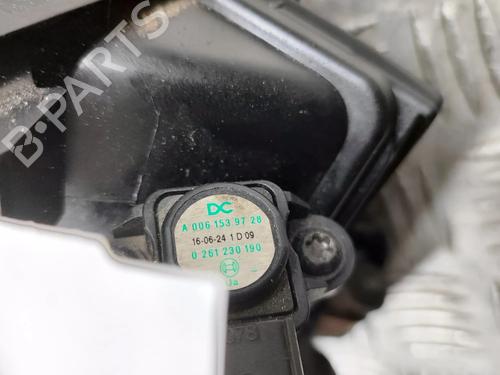 B-PARTS
DC
A 006 153 97 28
16-06-24 1 D 09
0 261 230 190